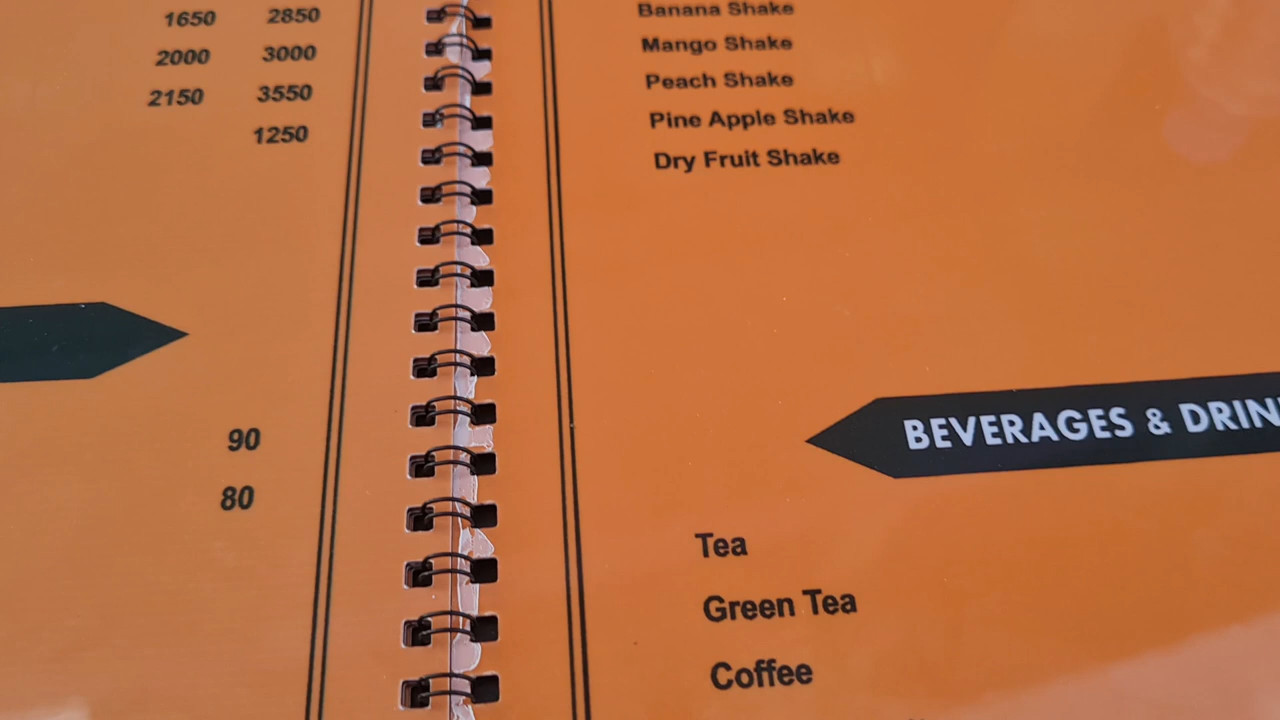 1650 2850
2000 3000
2150 3550
1250
90
80
Banana Shake
Mango Shake
Peach Shake
Pine Apple Shake
Dry Fruit Shake
BEVERAGES & DRIN
Tea
Green Tea
Coffee